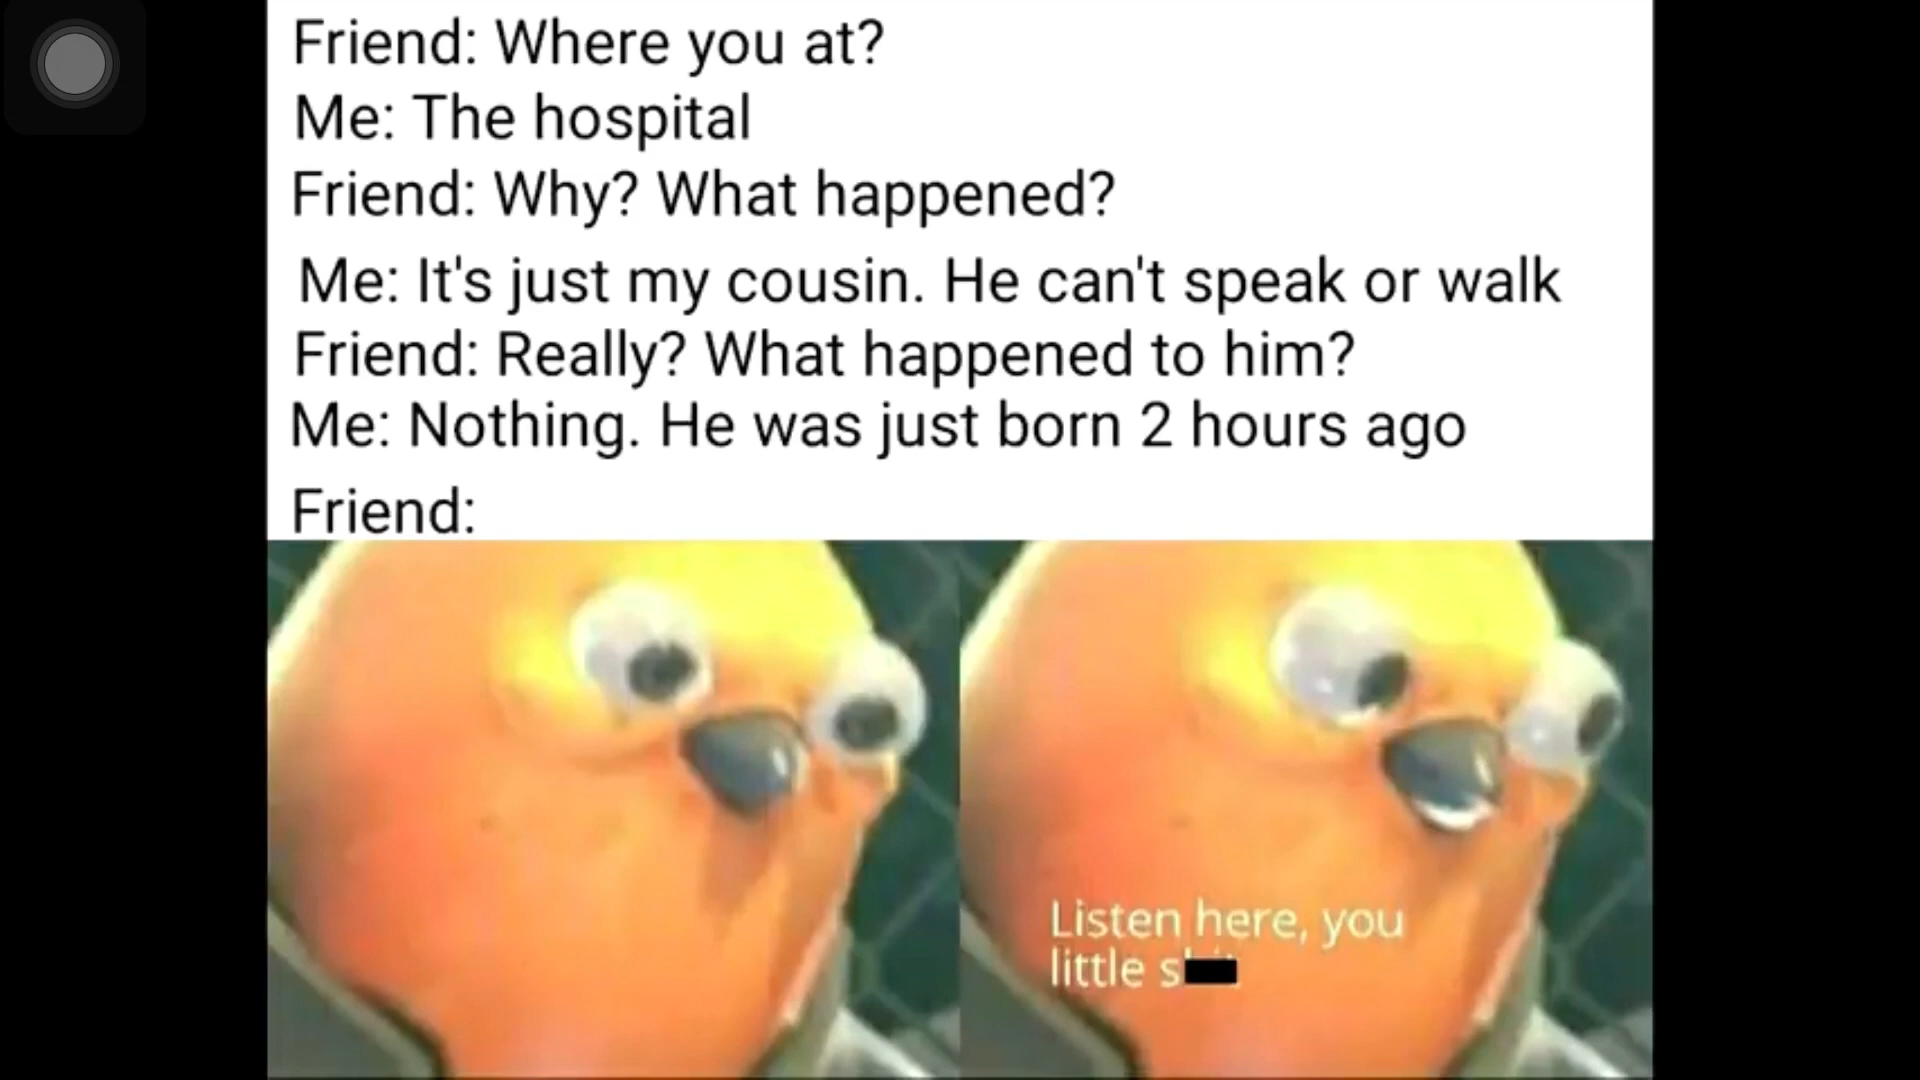 Friend: Where you at?
Me: The hospital
Friend: Why? What happened?
Me: It's just my cousin. He can't speak or walk
Friend: Really? What happened to him?
Me: Nothing. He was just born 2 hours ago
Friend:
Listen here, you
little s